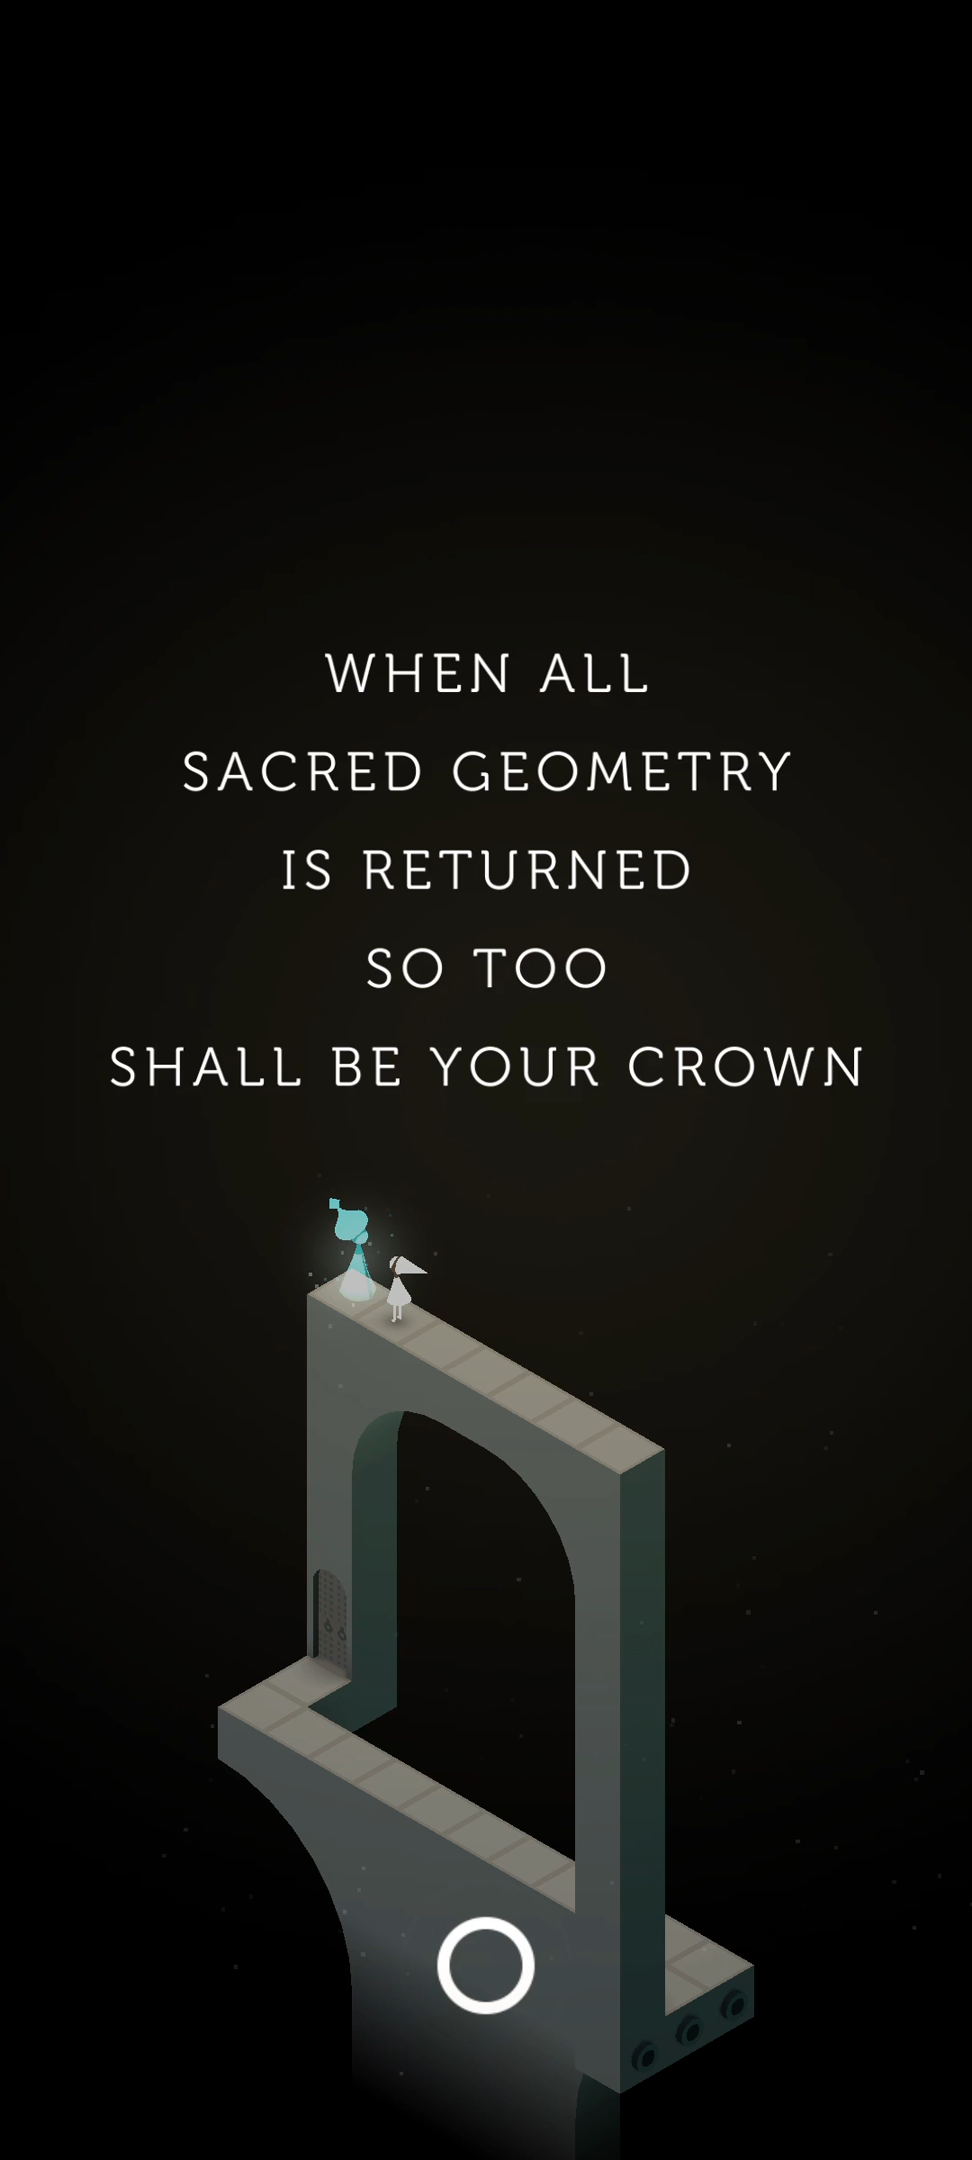 WHEN ALL
SACRED GEOMETRY
IS RETURNED
SO TOO
SHALL BE YOUR CROWN